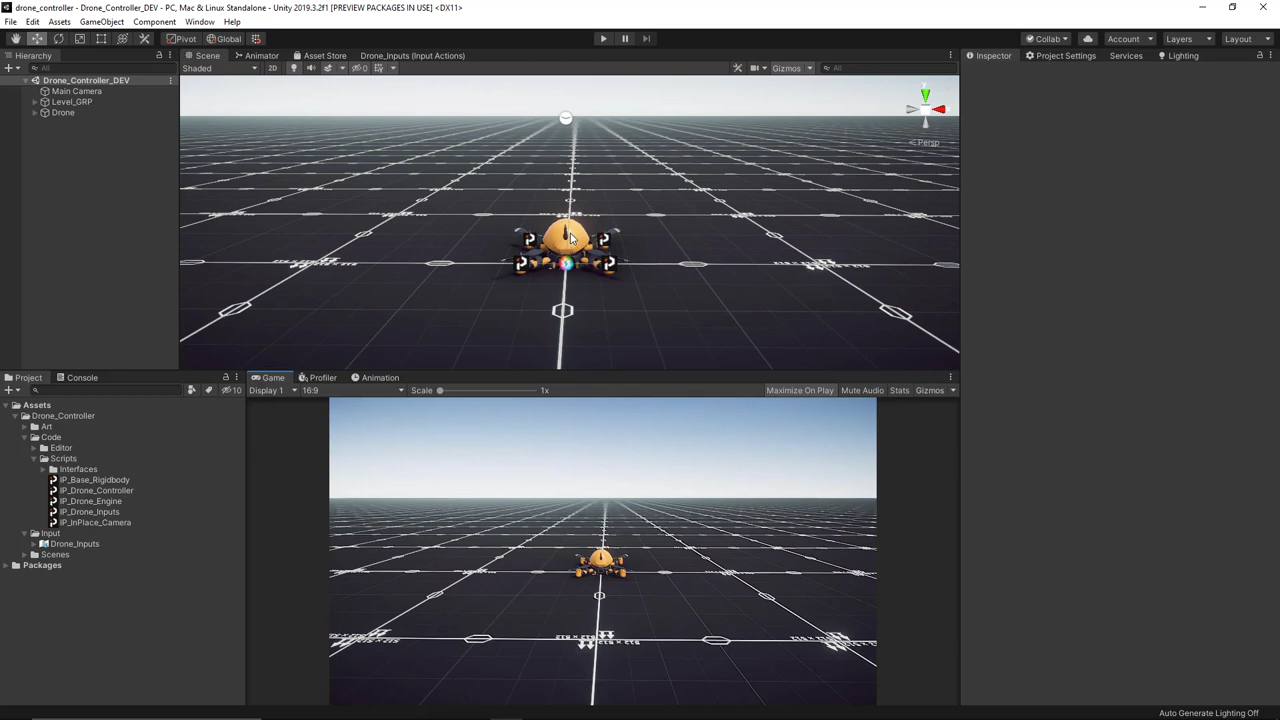 drone_controller - Drone_Controller_DEV - PC, Mac & Linux Standalone - Unity 2019.3.2f1 [PREVIEW PACKAGES IN USE] <DX11>
File Edit Assets GameObject Component Window Help
Pivot Global Collab Account Layers Layout
Hierarchy Scene Animator Asset Store Drone_Inputs (Input Actions) Inspector Project Settings Services Lighting
All Shaded 2D 0 Gizmos All
Drone_Controller_DEV
Main Camera
Level_GRP
Drone
y
< Persp
Project Console Game Profiler Animation
10 Display 1 16:9 Scale 1x Maximize On Play Mute Audio Stats Gizmos
Assets
Drone_Controller
Art
Code
Editor
Scripts
Interfaces
IP_Base_Rigidbody
IP_Drone_Controller
IP_Drone_Engine
IP_Drone_Inputs
IP_InPlace_Camera
Input
Drone_Inputs
Scenes
Packages
Auto Generate Lighting Off